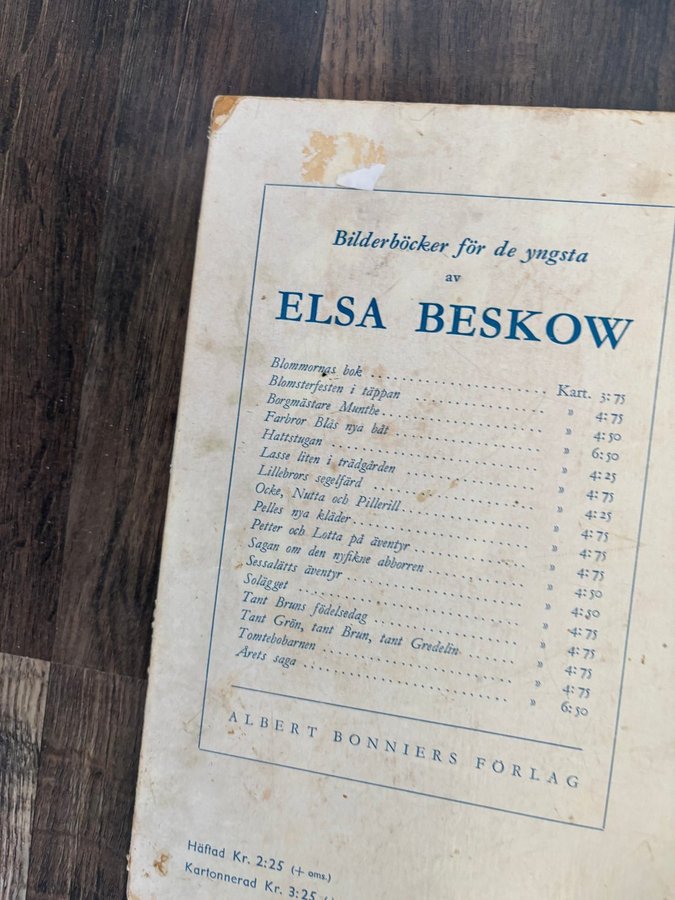 Bilderböcker för de yngsta
av
ELSA BESKOW
Blommornas bok .......... Kart. 3:75
Blomsterfesten i täppan .......... » 4:75
Borgmästare Munthe .......... » 4:50
Farbror Blås nya båt .......... » 6:50
Hattstugan .......... » 4:25
Lasse liten i trädgården .......... » 4:75
Lillebrors segelfärd .......... » 4:25
Ocke, Nutta och Pillerill .......... » 4:75
Pelles nya kläder .......... » 4:75
Petter och Lotta på äventyr .......... » 4:75
Sagan om den nyfikne abborren .......... » 4:50
Sessalätts äventyr .......... » 4:50
Solägget .......... » 4:75
Tant Bruns födelsedag .......... » 4:75
Tant Grön, tant Brun, tant Gredelin .......... » 4:75
Tomtebobarnen .......... » 4:75
Årets saga .......... » 6:50
ALBERT BONNIERS FÖRLAG
Häftad Kr. 2:25 (+ oms.)
Kartonnerad Kr. 3:25